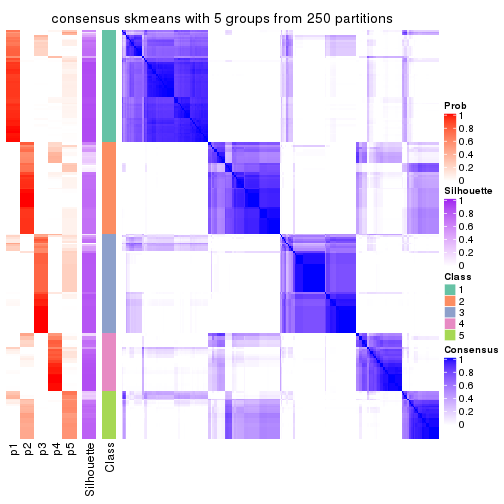 consensus skmeans with 5 groups from 250 partitions
Prob
1
0.8
0.6
0.4
0.2
0
Silhouette
1
0.8
0.6
0.4
0.2
0
Class
1
2
3
4
5
Consensus
1
0.8
0.6
0.4
0.2
0
p1
p2
p3
p4
p5
Silhouette
Class